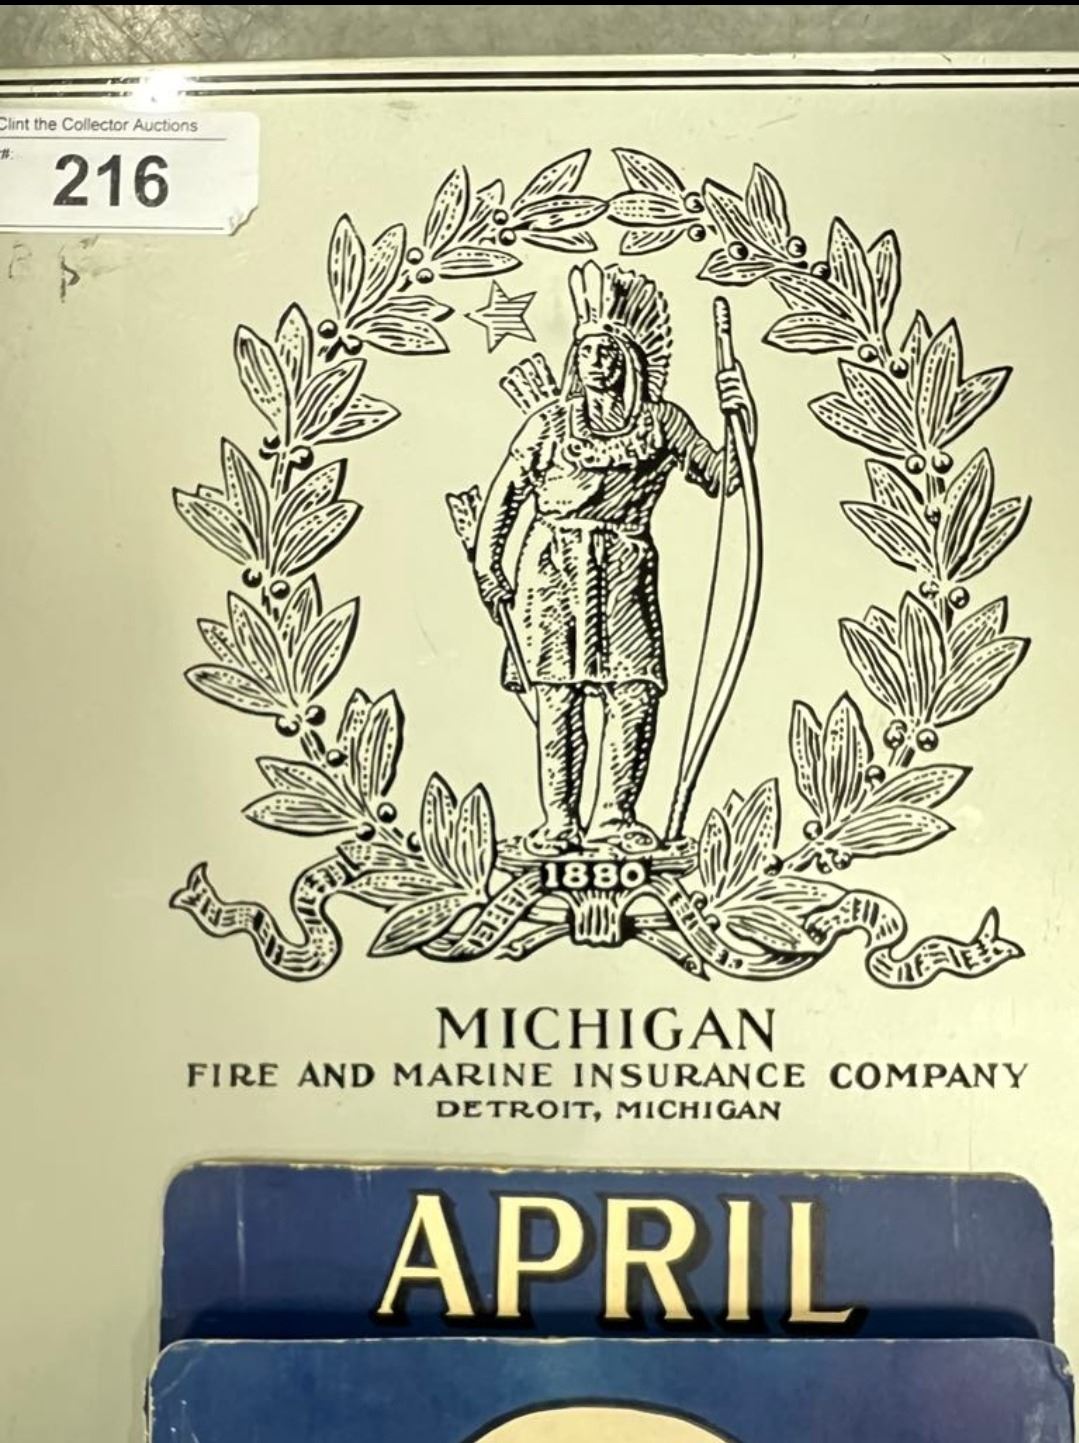 Clint the Collector Auctions
#:
216
1880
MICHIGAN
FIRE AND MARINE INSURANCE COMPANY
DETROIT, MICHIGAN
APRIL